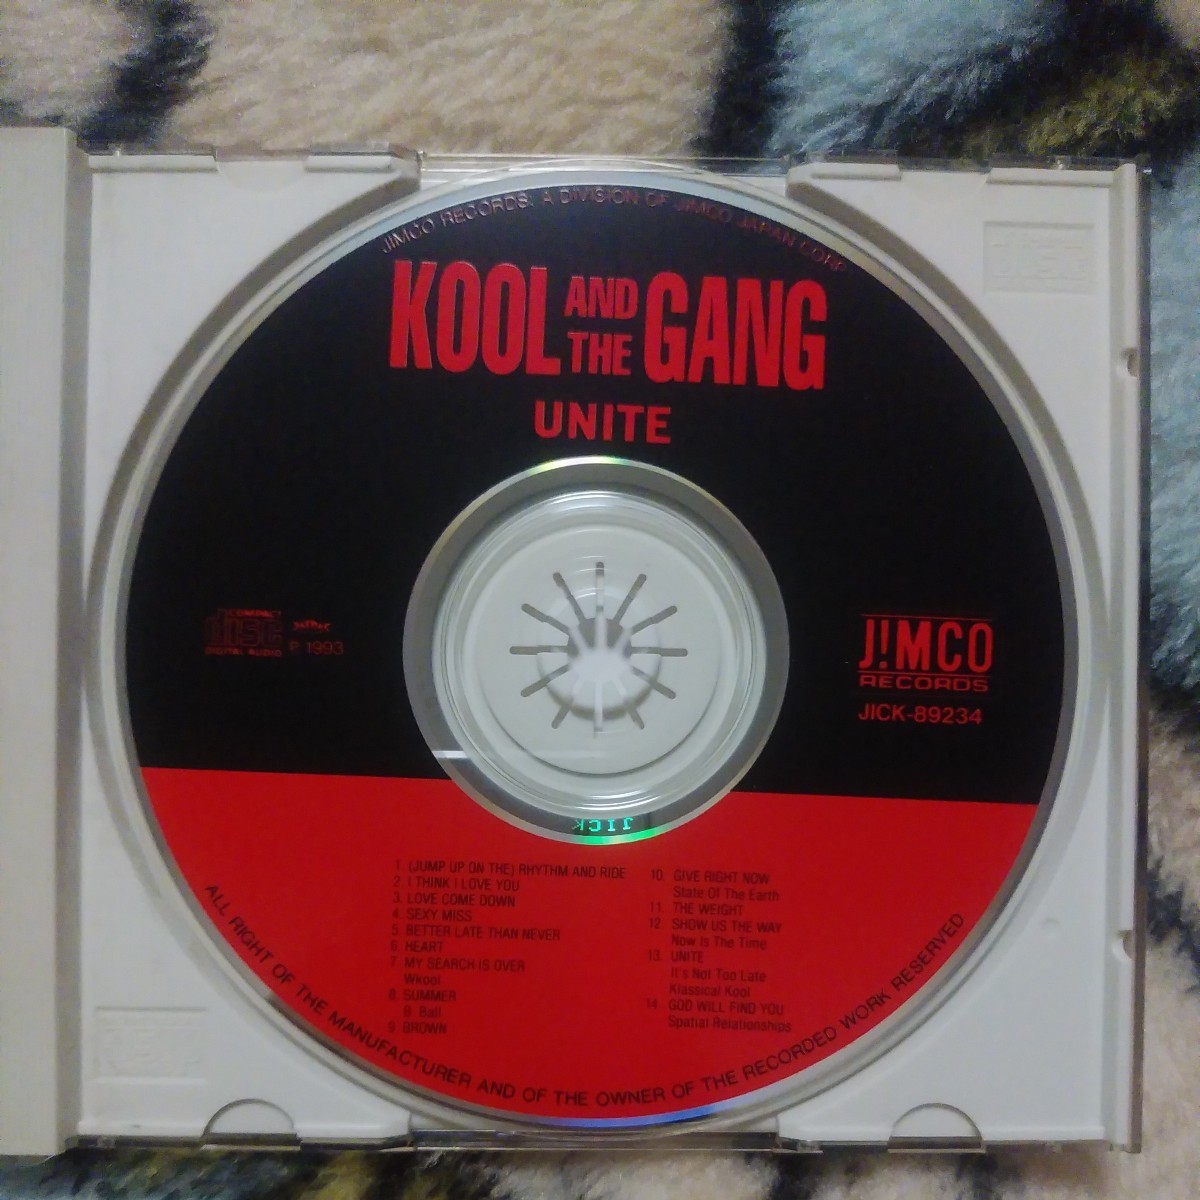 JIMCO RECORDS. A DIVISION OF JIMCO JAPAN CORP
KOOL AND THE GANG
UNITE
COMPACT
disc
DIGITAL AUDIO
P 1993
J!MCO
RECORDS
JICK-89234
JICK
1 (JUMP UP ON THE) RHYTHM AND RIDE
2. I THINK I LOVE YOU
3. LOVE COME DOWN
4. SEXY MISS
5. BETTER LATE THAN NEVER
6 HEART
7 MY SEARCH IS OVER
Wkool
8. SUMMER
B. Ball
9. BROWN
10. GIVE RIGHT NOW
State Of The Earth
11. THE WEIGHT
12. SHOW US THE WAY
Now Is The Time
13. UNITE
It's Not Too Late
Klassical Kool
14. GOD WILL FIND YOU
Spatial Relationships
ALL RIGHT OF THE MANUFACTURER AND OF THE OWNER OF THE RECORDED WORK RESERVED